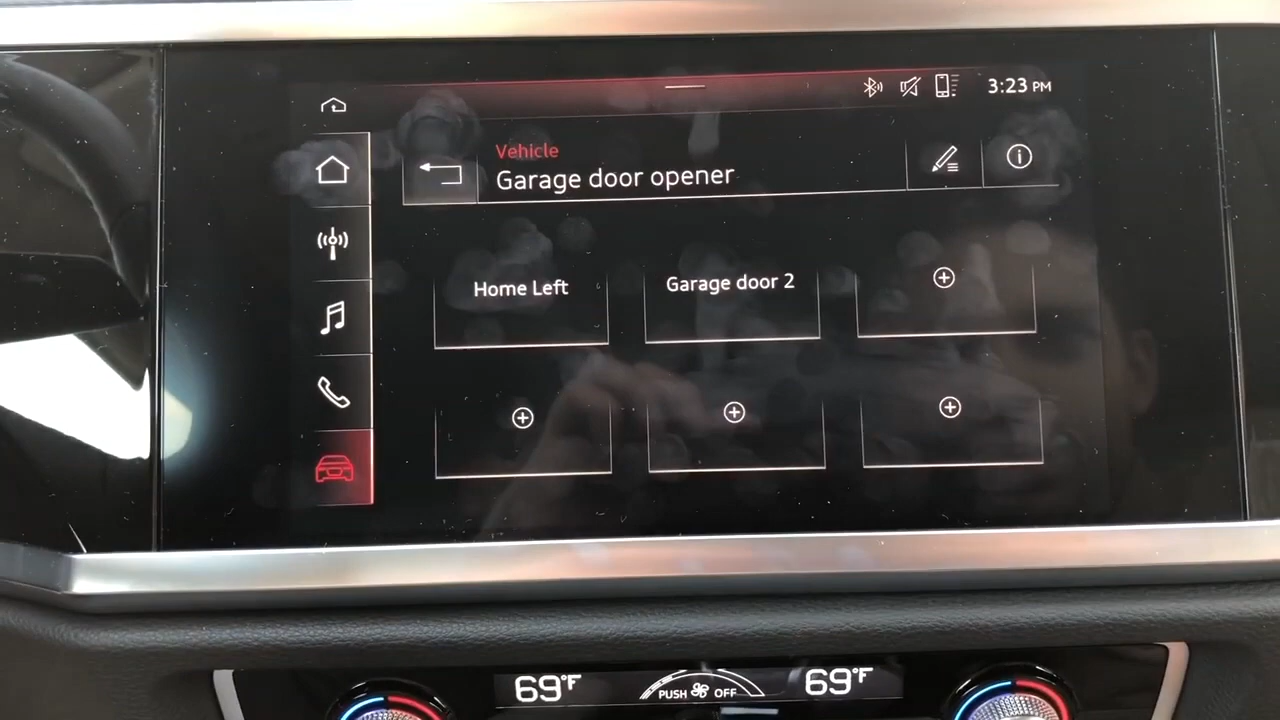 3:23 PM
Vehicle
Garage door opener
Home Left
Garage door 2
69°F
PUSH OFF
69°F